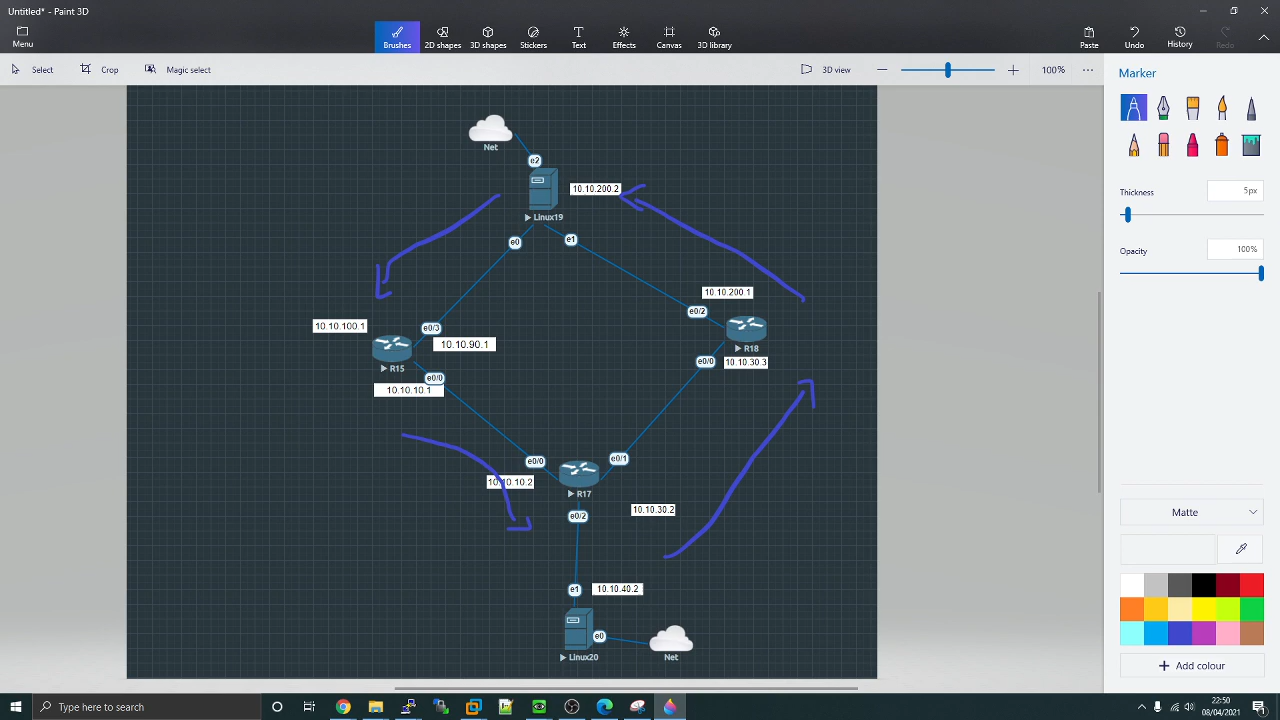 Untitled* - Paint 3D
Menu
Brushes
2D shapes
3D shapes
Stickers
Text
Effects
Canvas
3D library
Paste
Undo
History
Redo
Select
Crop
Magic select
3D view
100%
Marker
Thickness
5px
Opacity
100%
Matte
Add colour
Net
e2
10.10.200.2
Linux19
e0
e1
10.10.200.1
e0/2
10.10.100.1
e0/3
10.10.90.1
R18
R15
e0/0
10.10.30.3
e0/0
10.10.10.1
e0/0
e0/1
10.10.10.2
R17
10.10.30.2
e0/2
e1
10.10.40.2
e0
Linux20
Net
Type here to search
22:50
08/04/2021